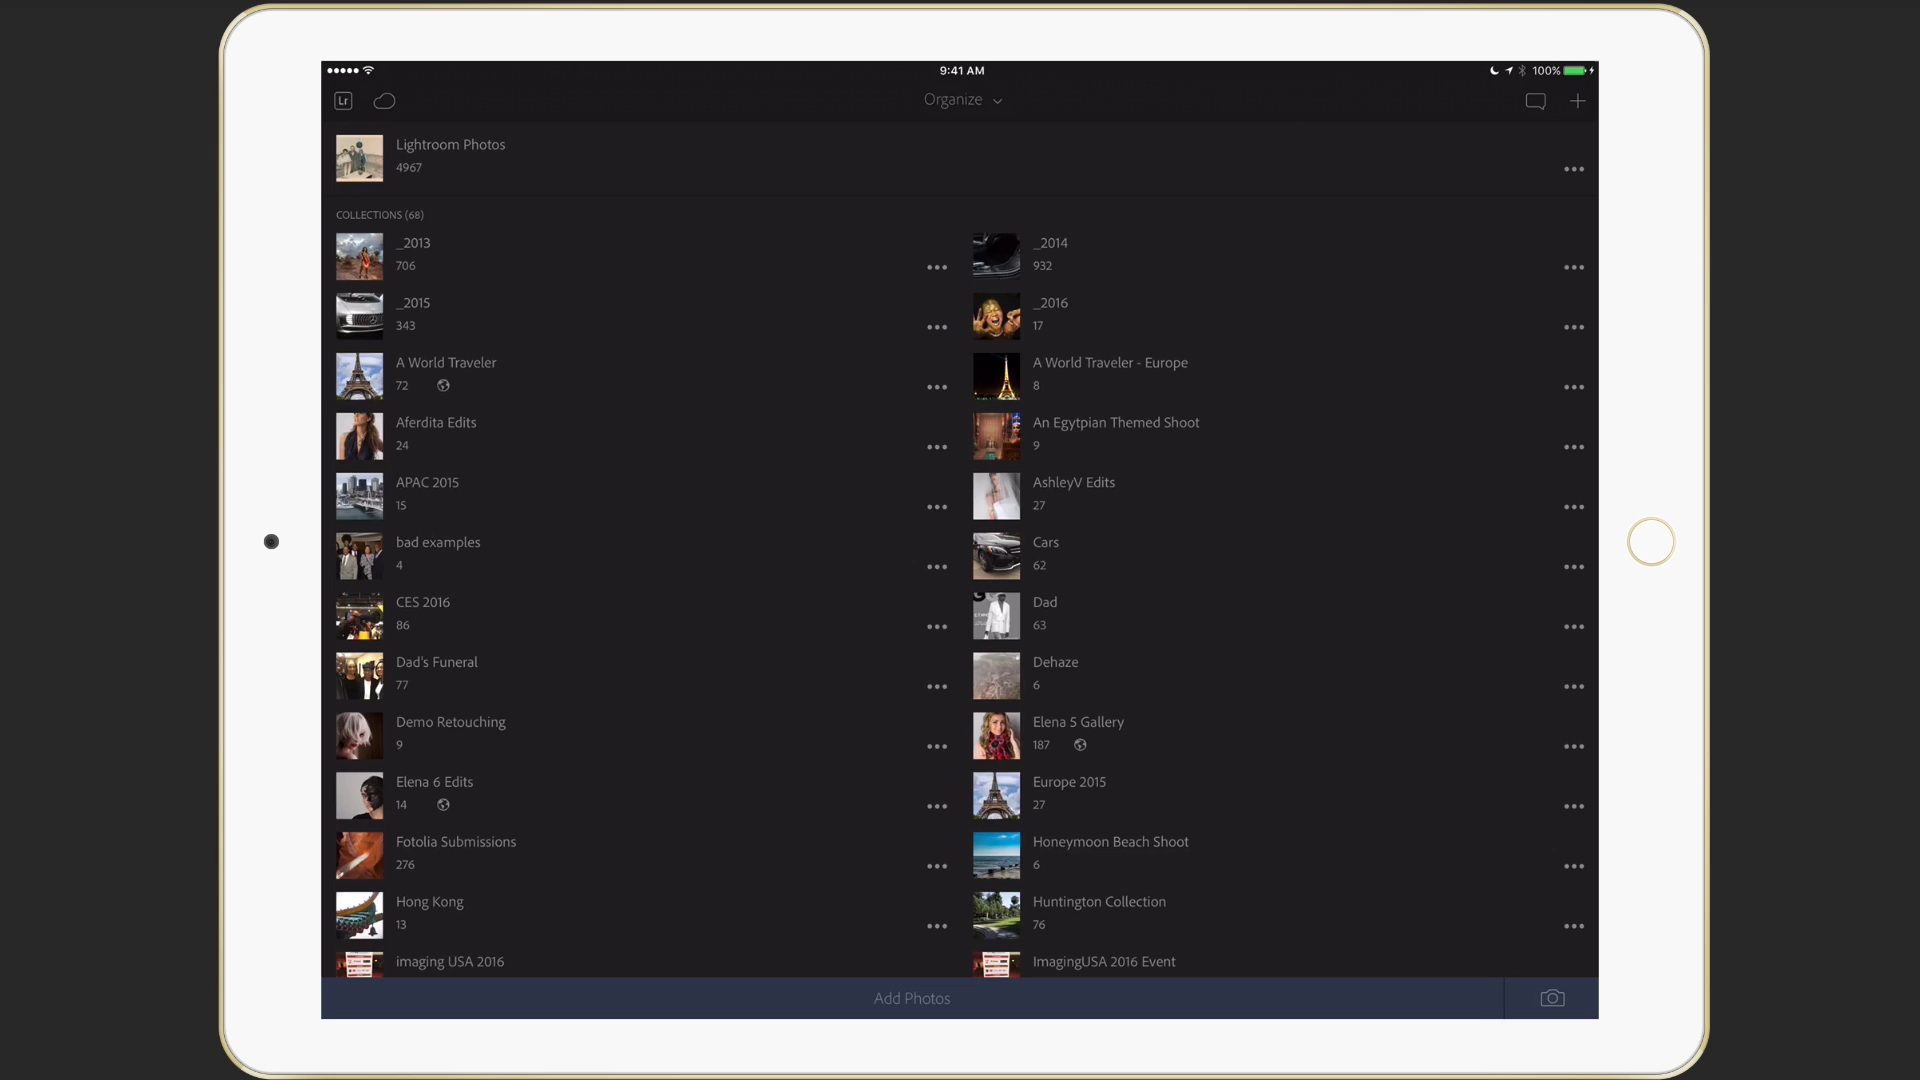 9:41 AM
100%
Lr
Organize
Lightroom Photos
4967
COLLECTIONS (68)
_2013
706
_2014
932
_2015
343
_2016
17
A World Traveler
72
A World Traveler - Europe
8
Aferdita Edits
24
An Egytpian Themed Shoot
9
APAC 2015
15
AshleyV Edits
27
bad examples
4
Cars
62
CES 2016
86
Dad
63
Dad's Funeral
77
Dehaze
6
Demo Retouching
9
Elena 5 Gallery
187
Elena 6 Edits
14
Europe 2015
27
Fotolia Submissions
276
Honeymoon Beach Shoot
6
Hong Kong
13
Huntington Collection
76
imaging USA 2016
ImagingUSA 2016 Event
Add Photos